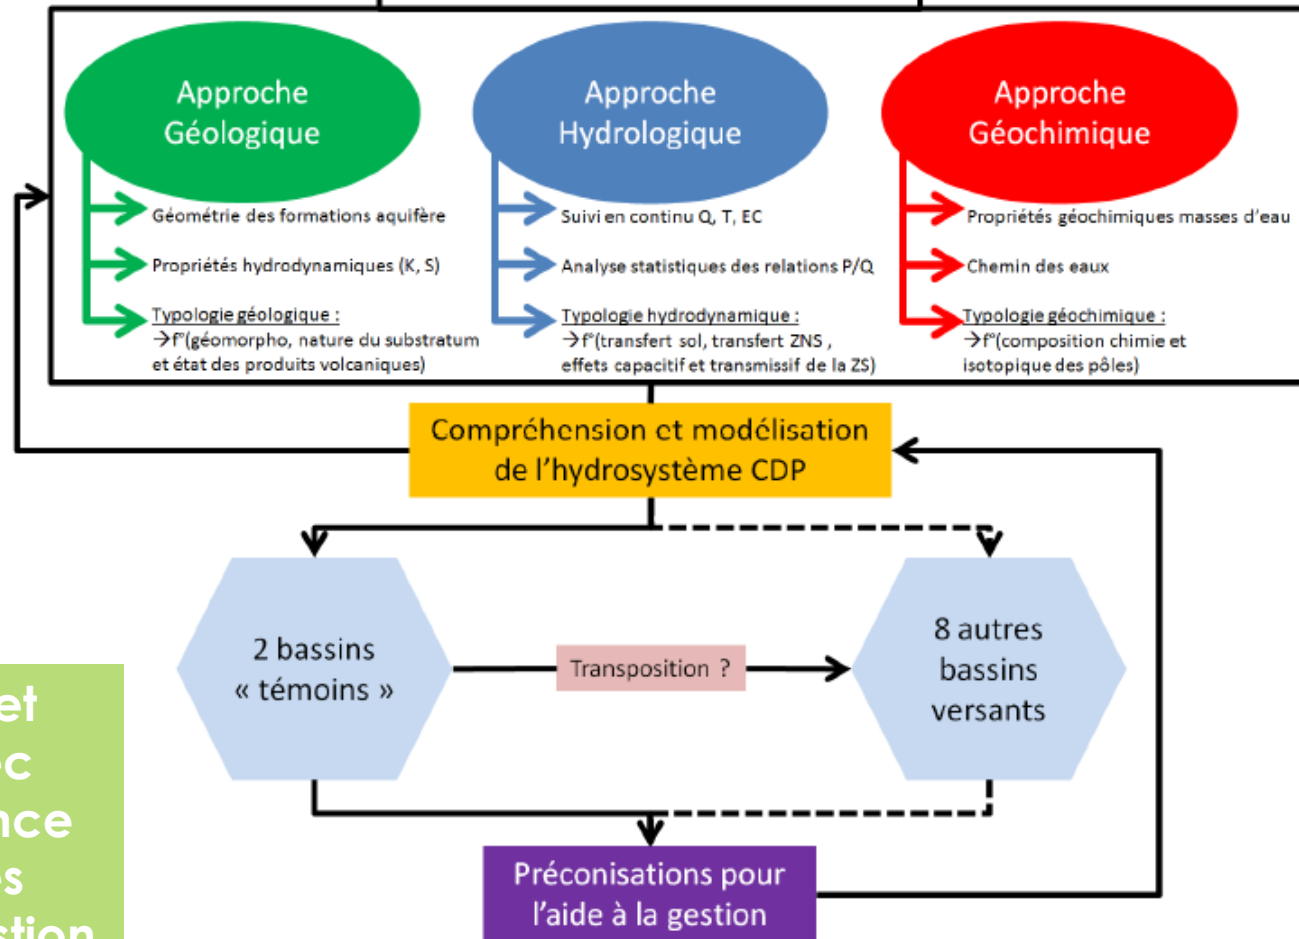 Approche
Géologique
Géométrie des formations aquifère
Propriétés hydrodynamiques (K, S)
Typologie géologique :
→f°(géomorpho, nature du substratum
et état des produits volcaniques)
Approche
Hydrologique
Suivi en continu Q, T, EC
Analyse statistiques des relations P/Q
Typologie hydrodynamique :
→f°(transfert sol, transfert ZNS ,
effets capacitif et transmissif de la ZS)
Approche
Géochimique
Propriétés géochimiques masses d'eau
Chemin des eaux
Typologie géochimique :
→f°(composition chimie et
isotopique des pôles)
Compréhension et modélisation
de l'hydrosystème CDP
2 bassins
« témoins »
Transposition ?
8 autres
bassins
versants
Préconisations pour
l'aide à la gestion
et
ec
nce
es
stion